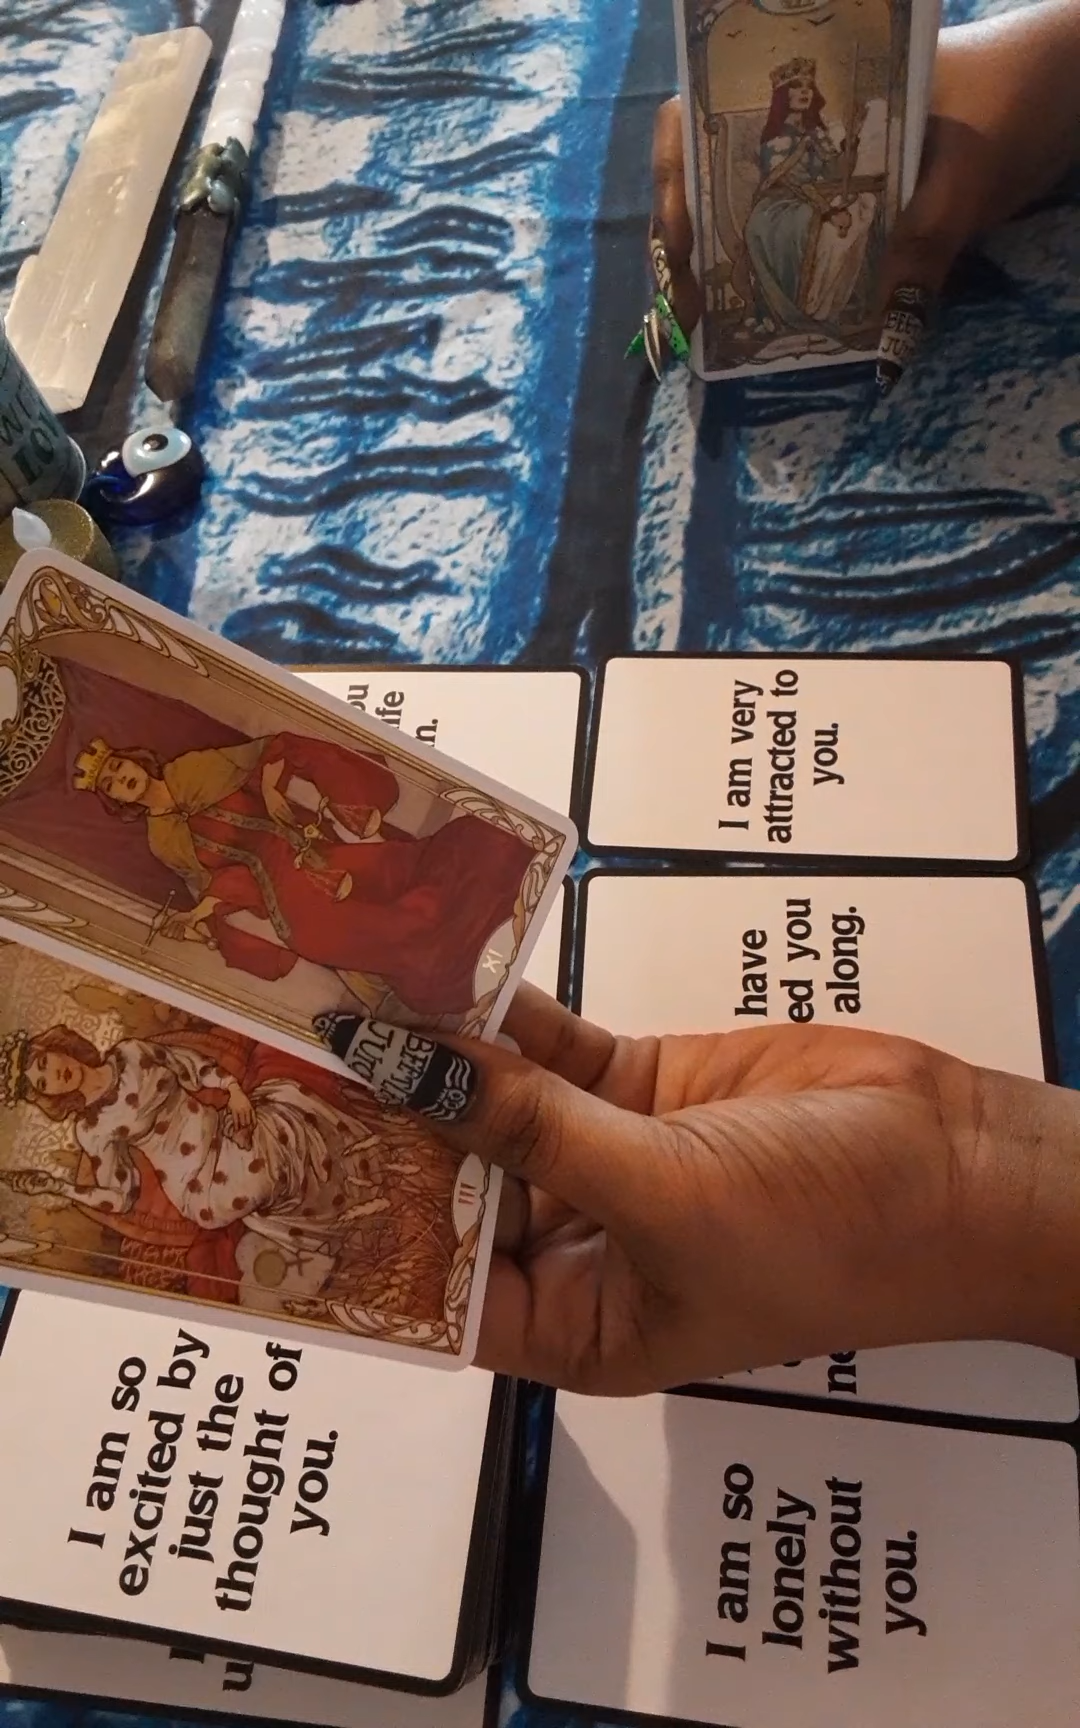 I am very
attracted to
you.
have
ed you
along.
I am so
excited by
just the
thought of
you.
I am so
lonely
without
you.
XI
III